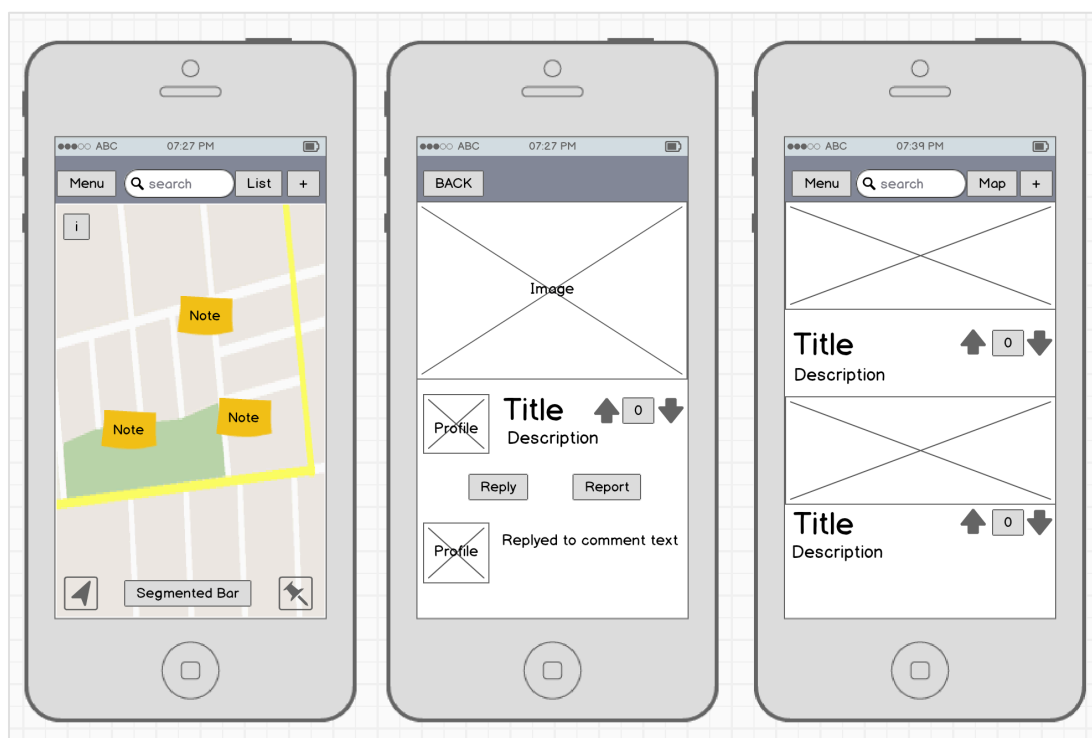 ●●●○○ ABC 07:27 PM
Menu search List +
i
Note
Note
Note
Segmented Bar
●●●○○ ABC 07:27 PM
BACK
Image
Profile
Title
0
Description
Reply Report
Profile
Replyed to comment text
●●●○○ ABC 07:39 PM
Menu search Map +
Title
0
Description
Title
0
Description